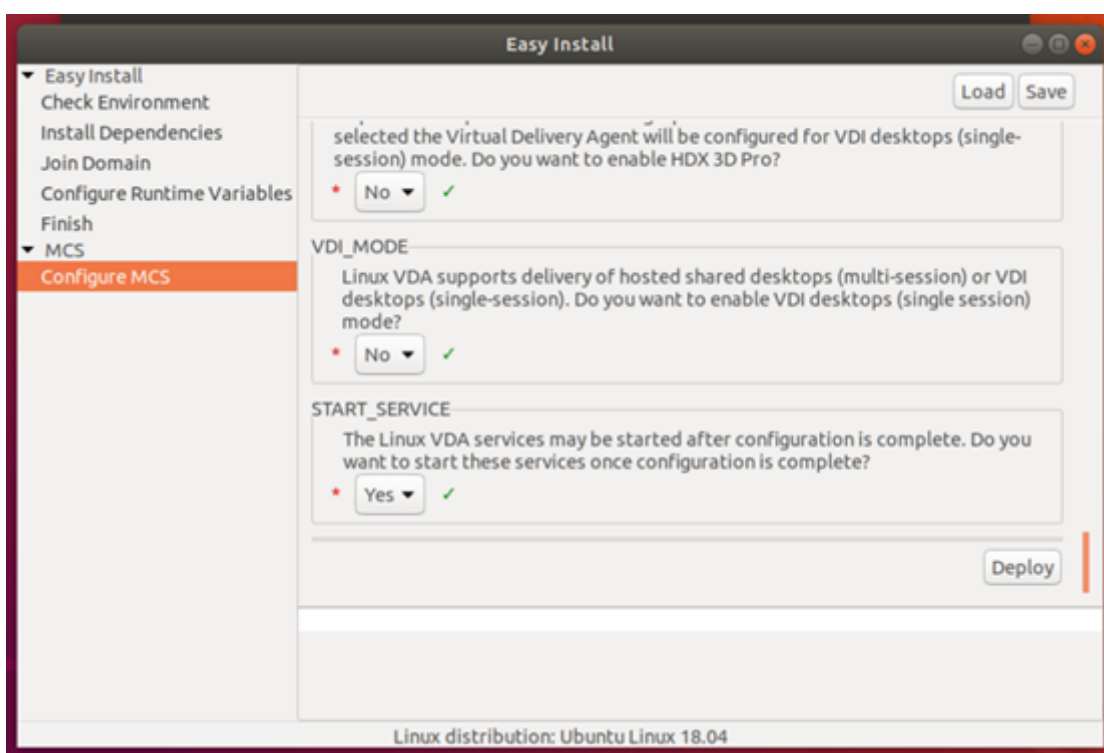 Easy Install
Easy Install
Check Environment
Install Dependencies
Join Domain
Configure Runtime Variables
Finish
MCS
Configure MCS
Load Save
selected the Virtual Delivery Agent will be configured for VDI desktops (single-
session) mode. Do you want to enable HDX 3D Pro?
* No ✓
VDI_MODE
Linux VDA supports delivery of hosted shared desktops (multi-session) or VDI
desktops (single-session). Do you want to enable VDI desktops (single session)
mode?
* No ✓
START_SERVICE
The Linux VDA services may be started after configuration is complete. Do you
want to start these services once configuration is complete?
* Yes ✓
Deploy
Linux distribution: Ubuntu Linux 18.04